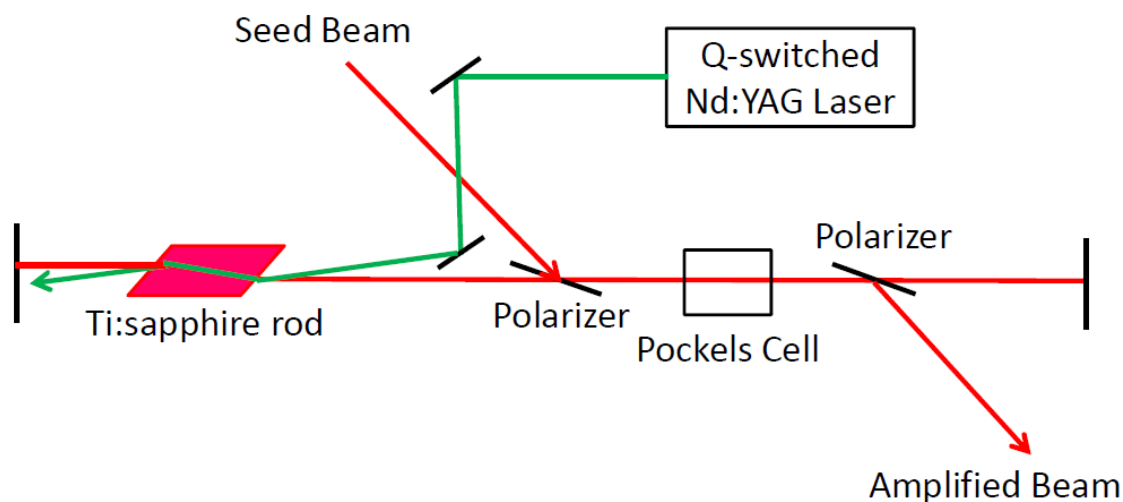 Seed Beam
Q-switched
Nd:YAG Laser
Polarizer
Ti:sapphire rod
Polarizer
Pockels Cell
Amplified Beam